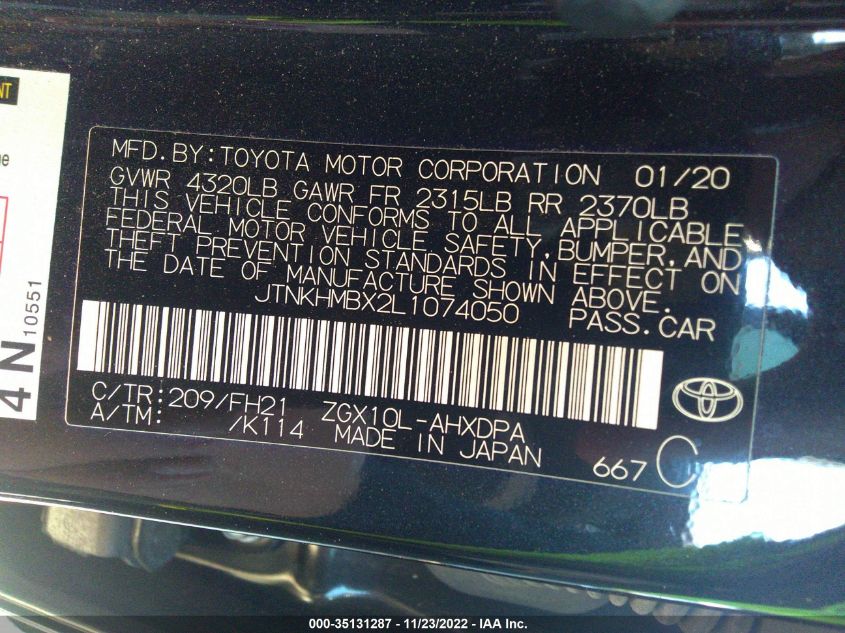 NT
e
4 N 10551
MFD.BY:TOYOTA MOTOR CORPORATION 01/20
GVWR 4320LB GAWR FR 2315LB RR 2370LB
THIS VEHICLE CONFORMS TO ALL APPLICABLE
FEDERAL MOTOR VEHICLE SAFETY,BUMPER,AND
THEFT PREVENTION STANDARDS IN EFFECT ON
THE DATE OF MANUFACTURE SHOWN ABOVE.
JTNKHMBX2L1074050 PASS.CAR
C/TR:209/FH21 ZGX10L-AHXDPA
A/TM: /K114 MADE IN JAPAN
667 C
000-35131287 - 11/23/2022 - IAA Inc.